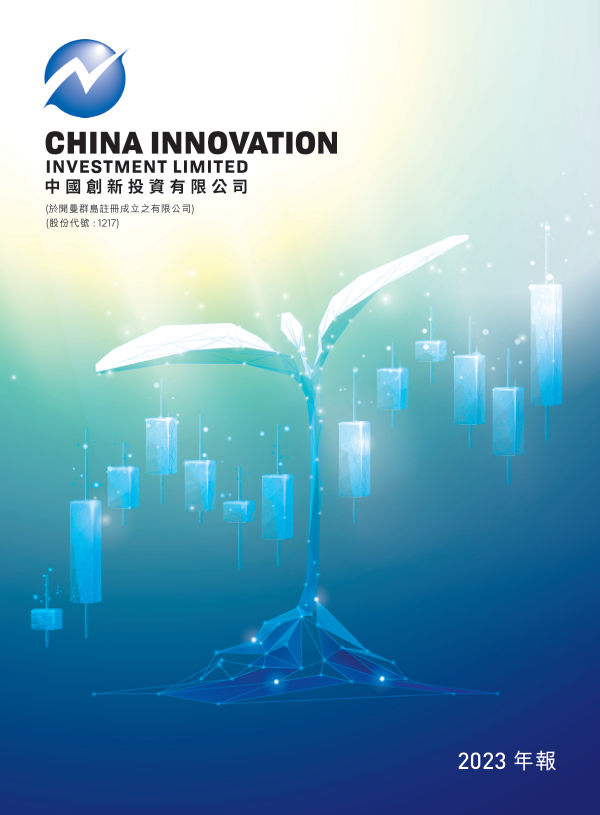 CHINA INNOVATION
INVESTMENT LIMITED
中國創新投資有限公司
(於開曼群島註冊成立之有限公司)
(股份代號 : 1217)
2023 年報